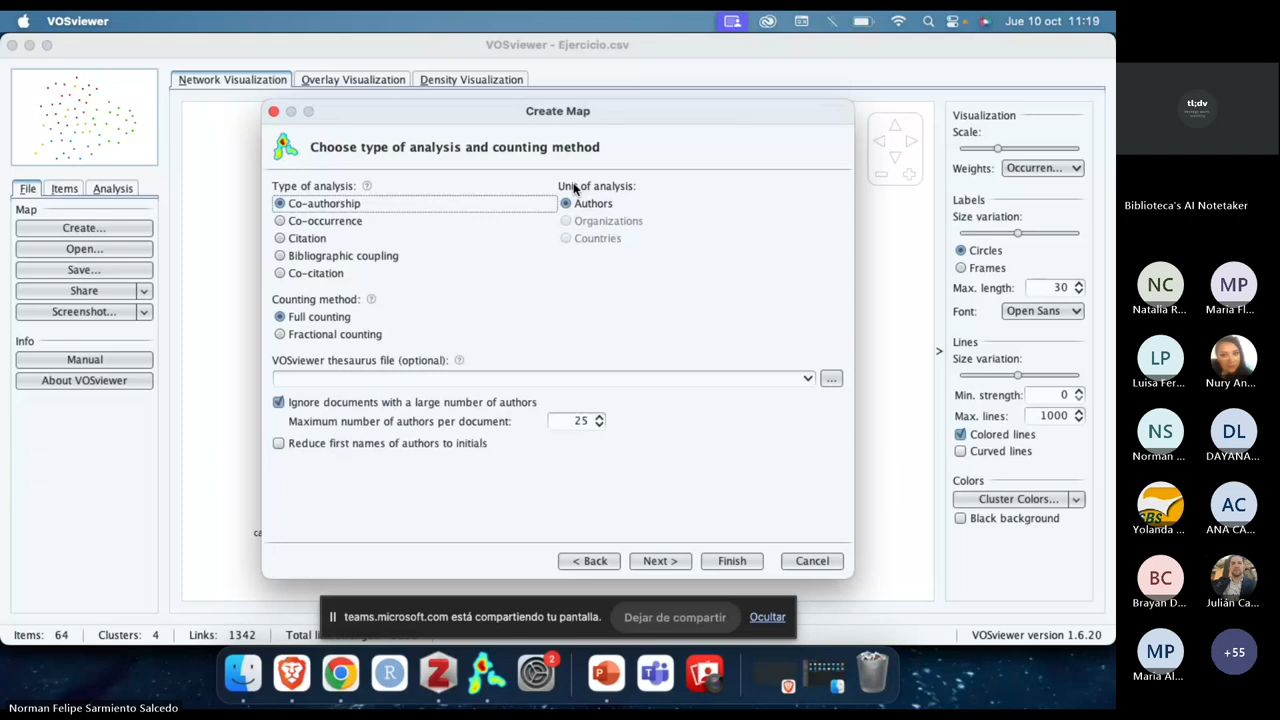 VOSviewer
Jue 10 oct 11:19
VOSviewer - Ejercicio.csv
Network Visualization
Overlay Visualization
Density Visualization
File
Items
Analysis
Map
Create...
Open...
Save...
Share
Screenshot...
Info
Manual
About VOSviewer
Create Map
Choose type of analysis and counting method
Type of analysis:
Co-authorship
Co-occurrence
Citation
Bibliographic coupling
Co-citation
Unit of analysis:
Authors
Organizations
Countries
Counting method:
Full counting
Fractional counting
VOSviewer thesaurus file (optional):
...
Ignore documents with a large number of authors
Maximum number of authors per document: 25
Reduce first names of authors to initials
< Back
Next >
Finish
Cancel
Visualization
Scale:
Weights: Occurren...
Labels
Size variation:
Circles
Frames
Max. length: 30
Font: Open Sans
>
Lines
Size variation:
Min. strength: 0
Max. lines: 1000
Colored lines
Curved lines
Colors
Cluster Colors...
Black background
teams.microsoft.com está compartiendo tu pantalla.
Dejar de compartir
Ocultar
Items: 64
Clusters: 4
Links: 1342
VOSviewer version 1.6.20
2
Norman Felipe Sarmiento Salcedo
tl;dv
Biblioteca's AI Notetaker
NC
Natalia R...
MP
Maria Fl...
LP
Luisa Fer...
Nury An...
NS
Norman ...
DL
DAYANA...
SBS
Yolanda ...
AC
ANA CA...
BC
Brayan D...
Julián Ca...
MP
Maria Al...
+55